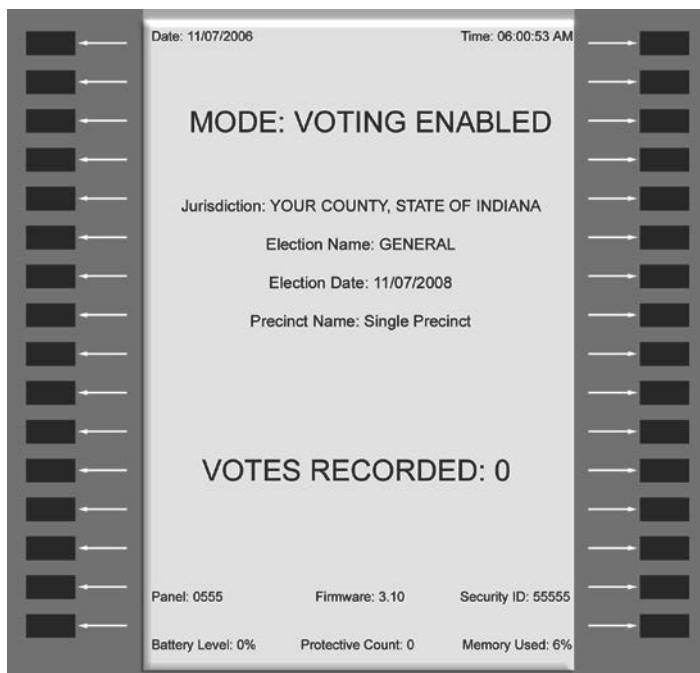 Date: 11/07/2006 Time: 06:00:53 AM
MODE: VOTING ENABLED
Jurisdiction: YOUR COUNTY, STATE OF INDIANA
Election Name: GENERAL
Election Date: 11/07/2008
Precinct Name: Single Precinct
VOTES RECORDED: 0
Panel: 0555 Firmware: 3.10 Security ID: 55555
Battery Level: 0% Protective Count: 0 Memory Used: 6%